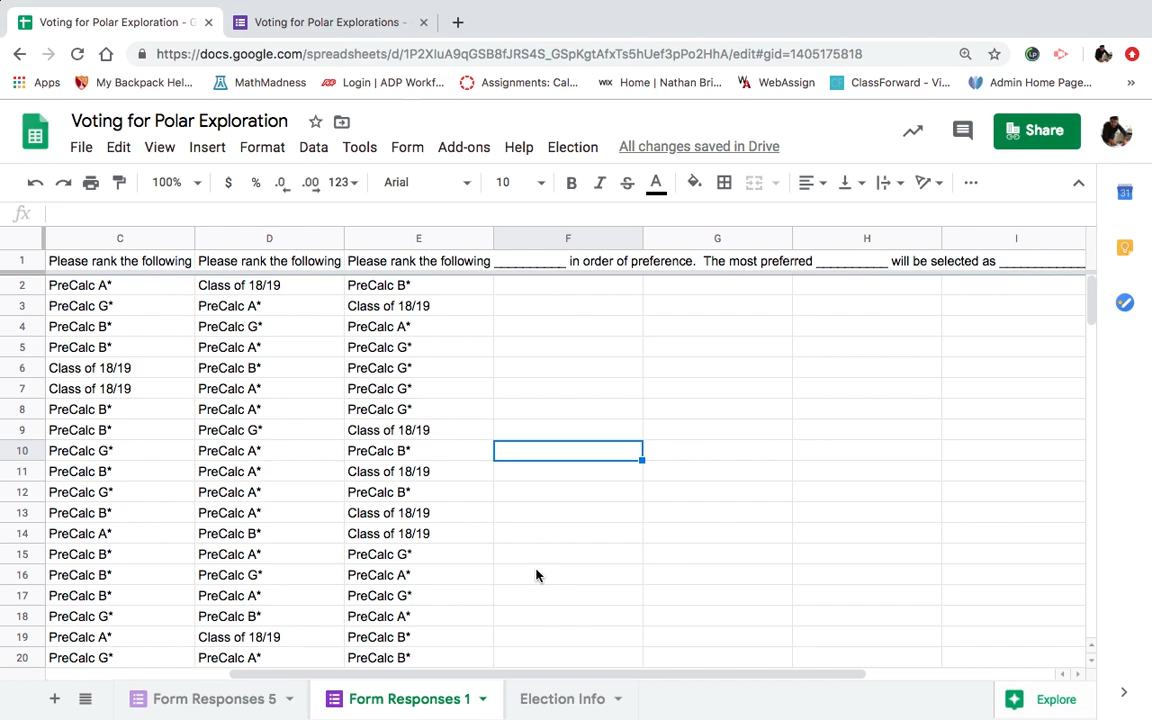 Voting for Polar Exploration - G
Voting for Polar Explorations -
https://docs.google.com/spreadsheets/d/1P2XIuA9qGSB8fJRS4S_GSpKgtAfxTs5hUef3pPo2HhA/edit#gid=1405175818
Apps My Backpack Hel... MathMadness Login | ADP Workf... Assignments: Cal... WIX Home | Nathan Bri... WebAssign ClassForward - Vi... Admin Home Page... »
Voting for Polar Exploration
Share
File Edit View Insert Format Data Tools Form Add-ons Help Election All changes saved in Drive
100% $ % .0 .00 123 Arial 10 B I S A
31
fx
C D E F G H I
1 Please rank the following Please rank the following Please rank the following __________ in order of preference. The most preferred __________ will be selected as ____________
2 PreCalc A* Class of 18/19 PreCalc B*
3 PreCalc G* PreCalc A* Class of 18/19
4 PreCalc B* PreCalc G* PreCalc A*
5 PreCalc B* PreCalc A* PreCalc G*
6 Class of 18/19 PreCalc B* PreCalc G*
7 Class of 18/19 PreCalc A* PreCalc G*
8 PreCalc B* PreCalc A* PreCalc G*
9 PreCalc B* PreCalc G* Class of 18/19
10 PreCalc G* PreCalc A* PreCalc B*
11 PreCalc B* PreCalc A* Class of 18/19
12 PreCalc G* PreCalc A* PreCalc B*
13 PreCalc B* PreCalc A* Class of 18/19
14 PreCalc A* PreCalc B* Class of 18/19
15 PreCalc B* PreCalc A* PreCalc G*
16 PreCalc B* PreCalc G* PreCalc A*
17 PreCalc B* PreCalc A* PreCalc G*
18 PreCalc G* PreCalc B* PreCalc A*
19 PreCalc A* Class of 18/19 PreCalc B*
20 PreCalc G* PreCalc A* PreCalc B*
Form Responses 5 Form Responses 1 Election Info Explore